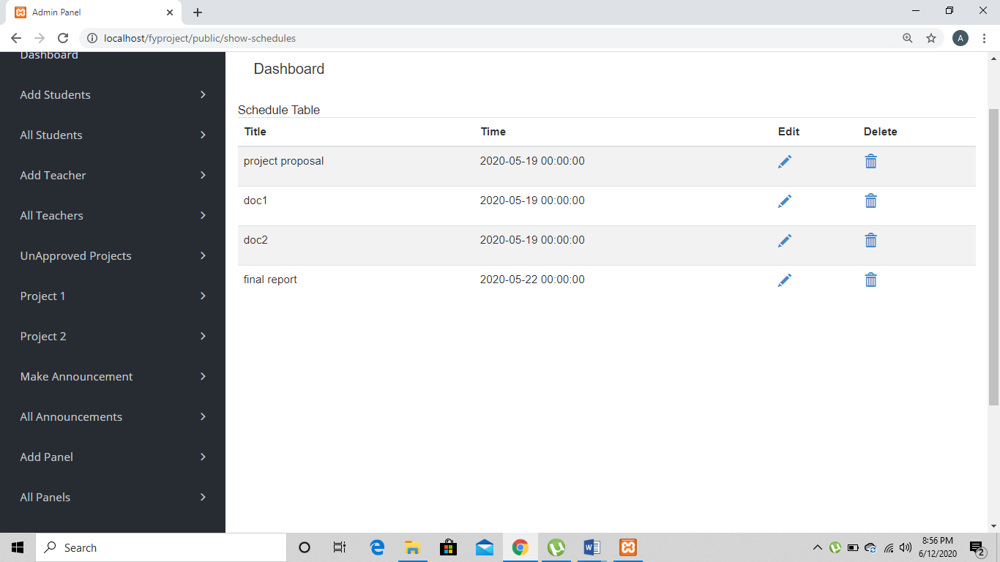 Admin Panel
localhost/fyproject/public/show-schedules
A
Dashboard
Add Students
All Students
Add Teacher
All Teachers
UnApproved Projects
Project 1
Project 2
Make Announcement
All Announcements
Add Panel
All Panels
Dashboard
Schedule Table
Title Time Edit Delete
project proposal 2020-05-19 00:00:00
doc1 2020-05-19 00:00:00
doc2 2020-05-19 00:00:00
final report 2020-05-22 00:00:00
Search
8:56 PM
6/12/2020
2